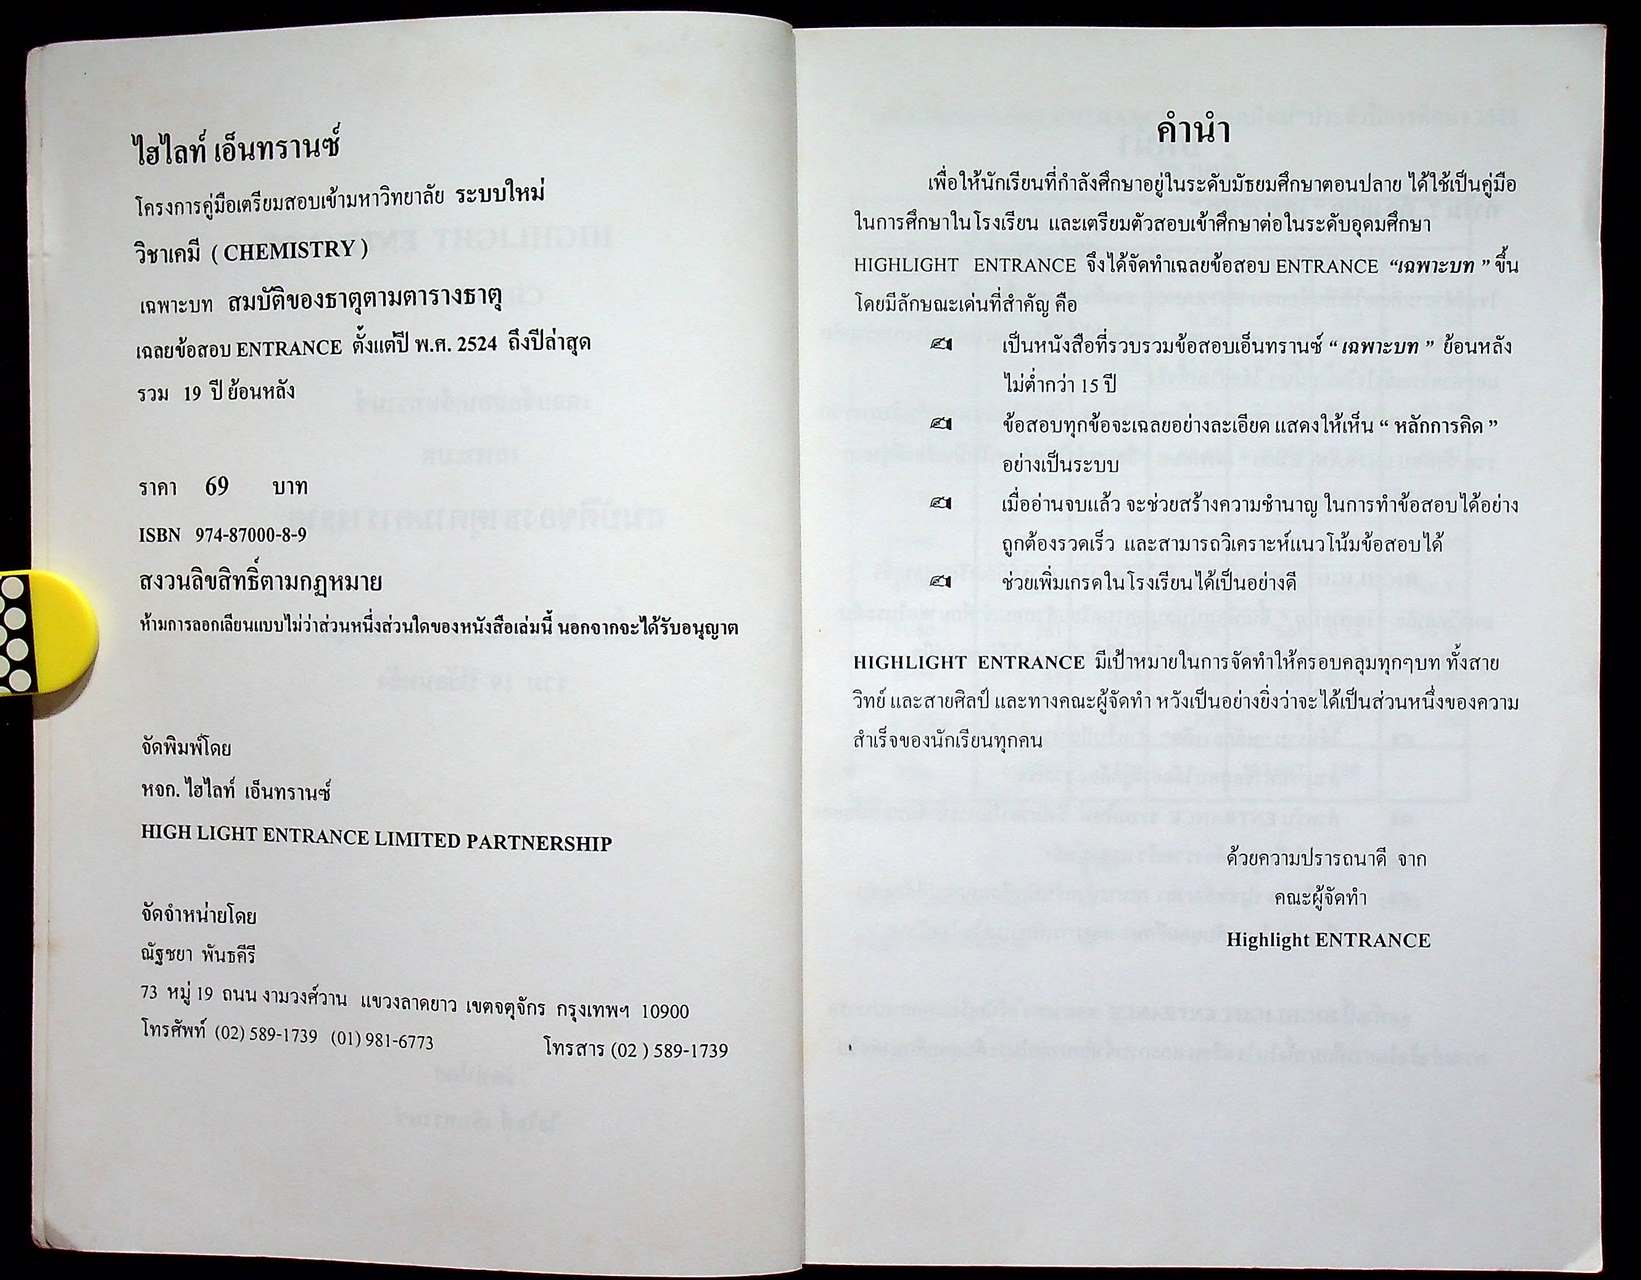 ไฮไลท์ เอ็นทรานซ์
โครงการคู่มือเตรียมสอบเข้ามหาวิทยาลัย ระบบใหม่
วิชาเคมี ( CHEMISTRY )
เฉพาะบท สมบัติของธาตุตามตารางธาตุ
เฉลยข้อสอบ ENTRANCE ตั้งแต่ปี พ.ศ. 2524 ถึงปีล่าสุด
รวม 19 ปี ย้อนหลัง
ราคา 69 บาท
ISBN 974-87000-8-9
สงวนลิขสิทธิ์ตามกฏหมาย
ห้ามการลอกเลียนแบบไม่ว่าส่วนหนึ่งส่วนใดของหนังสือเล่มนี้ นอกจากจะได้รับอนุญาต
จัดพิมพ์โดย
หจก. ไฮไลท์ เอ็นทรานซ์
HIGH LIGHT ENTRANCE LIMITED PARTNERSHIP
จัดจำหน่ายโดย
ณัฐชยา พันธคีรี
73 หมู่ 19 ถนน งามวงศ์วาน แขวงลาดยาว เขตจตุจักร กรุงเทพฯ 10900
โทรศัพท์ (02) 589-1739 (01) 981-6773 โทรสาร (02 ) 589-1739
คำนำ
เพื่อให้นักเรียนที่กำลังศึกษาอยู่ในระดับมัธยมศึกษาตอนปลาย ได้ใช้เป็นคู่มือ
ในการศึกษาในโรงเรียน และเตรียมตัวสอบเข้าศึกษาต่อในระดับอุดมศึกษา
HIGHLIGHT ENTRANCE จึงได้จัดทำเฉลยข้อสอบ ENTRANCE “เฉพาะบท ” ขึ้น
โดยมีลักษณะเด่นที่สำคัญ คือ
✍ เป็นหนังสือที่รวบรวมข้อสอบเอ็นทรานซ์ “ เฉพาะบท ” ย้อนหลัง
ไม่ต่ำกว่า 15 ปี
✍ ข้อสอบทุกข้อจะเฉลยอย่างละเอียด แสดงให้เห็น “ หลักการคิด ”
อย่างเป็นระบบ
✍ เมื่ออ่านจบแล้ว จะช่วยสร้างความชำนาญ ในการทำข้อสอบได้อย่าง
ถูกต้องรวดเร็ว และสามารถวิเคราะห์แนวโน้มข้อสอบได้
✍ ช่วยเพิ่มเกรดในโรงเรียนได้เป็นอย่างดี
HIGHLIGHT ENTRANCE มีเป้าหมายในการจัดทำให้ครอบคลุมทุกๆบท ทั้งสาย
วิทย์ และสายศิลป์ และทางคณะผู้จัดทำ หวังเป็นอย่างยิ่งว่าจะได้เป็นส่วนหนึ่งของความ
สำเร็จของนักเรียนทุกคน
ด้วยความปรารถนาดี จาก
คณะผู้จัดทำ
Highlight ENTRANCE